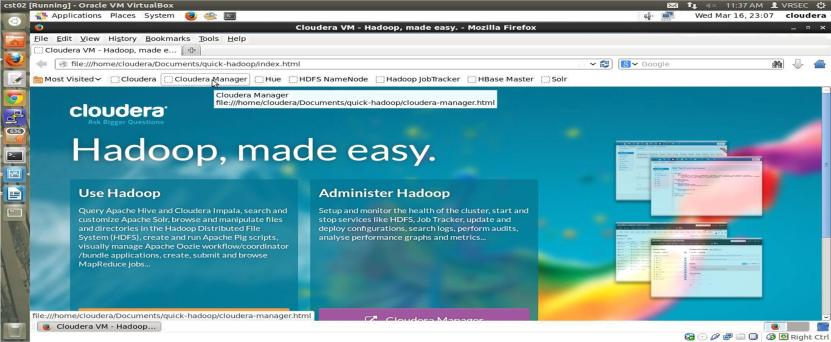 cst02 [Running] - Oracle VM VirtualBox
11:37 AM VRSEC
Applications Places System
Wed Mar 16, 23:07 cloudera
Cloudera VM - Hadoop, made easy. - Mozilla Firefox
File Edit View History Bookmarks Tools Help
Cloudera VM - Hadoop, made e...
file:///home/cloudera/Documents/quick-hadoop/index.html
Google
Most Visited Cloudera Cloudera Manager Hue HDFS NameNode Hadoop JobTracker HBase Master Solr
Cloudera Manager
file:///home/cloudera/Documents/quick-hadoop/cloudera-manager.html
cloudera
Ask Bigger Questions
Hadoop, made easy.
Use Hadoop
Query Apache Hive and Cloudera Impala, search and
customize Apache Solr, browse and manipulate files
and directories in the Hadoop Distributed File
System (HDFS), create and run Apache Pig scripts,
visually manage Apache Oozie workflow/coordinator
/bundle applications, create, submit and browse
MapReduce jobs...
Administer Hadoop
Setup and monitor the health of the cluster, start and
stop services like HDFS, Job Tracker, update and
deploy configurations, search logs, perform audits,
analyse performance graphs and metrics...
Cloudera Manager
file:///home/cloudera/Documents/quick-hadoop/cloudera-manager.html
Cloudera VM - Hadoop...
Right Ctrl